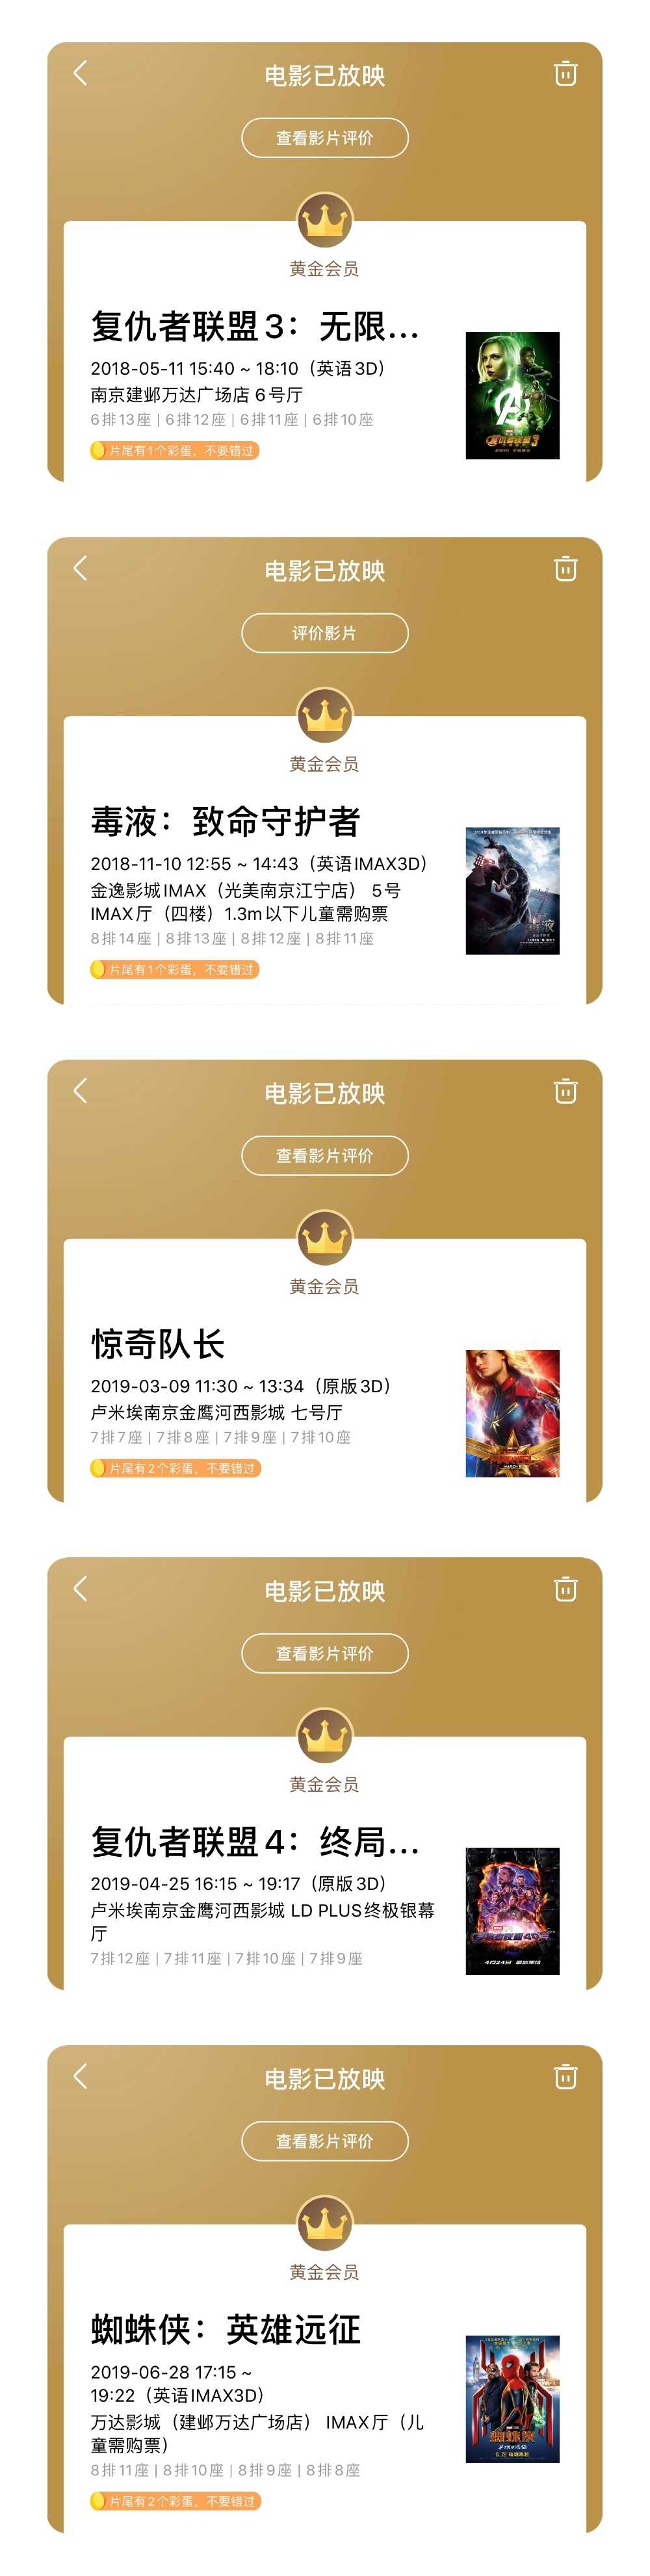 电影已放映
查看影片评价
黄金会员
复仇者联盟3：无限...
2018-05-11 15:40 ~ 18:10（英语3D）
南京建邺万达广场店 6号厅
6排13座 | 6排12座 | 6排11座 | 6排10座
片尾有1个彩蛋，不要错过
电影已放映
评价影片
黄金会员
毒液：致命守护者
2018-11-10 12:55 ~ 14:43（英语IMAX3D）
金逸影城IMAX（光美南京江宁店） 5号
IMAX厅（四楼）1.3m以下儿童需购票
8排14座 | 8排13座 | 8排12座 | 8排11座
片尾有1个彩蛋，不要错过
电影已放映
查看影片评价
黄金会员
惊奇队长
2019-03-09 11:30 ~ 13:34（原版3D）
卢米埃南京金鹰河西影城 七号厅
7排7座 | 7排8座 | 7排9座 | 7排10座
片尾有2个彩蛋，不要错过
电影已放映
查看影片评价
黄金会员
复仇者联盟4：终局...
2019-04-25 16:15 ~ 19:17（原版3D）
卢米埃南京金鹰河西影城 LD PLUS终极银幕
厅
7排12座 | 7排11座 | 7排10座 | 7排9座
4月24日
电影已放映
查看影片评价
黄金会员
蜘蛛侠：英雄远征
2019-06-28 17:15 ~
19:22（英语IMAX3D）
万达影城（建邺万达广场店） IMAX厅（儿
童需购票）
8排11座 | 8排10座 | 8排9座 | 8排8座
蜘蛛侠
片尾有2个彩蛋，不要错过